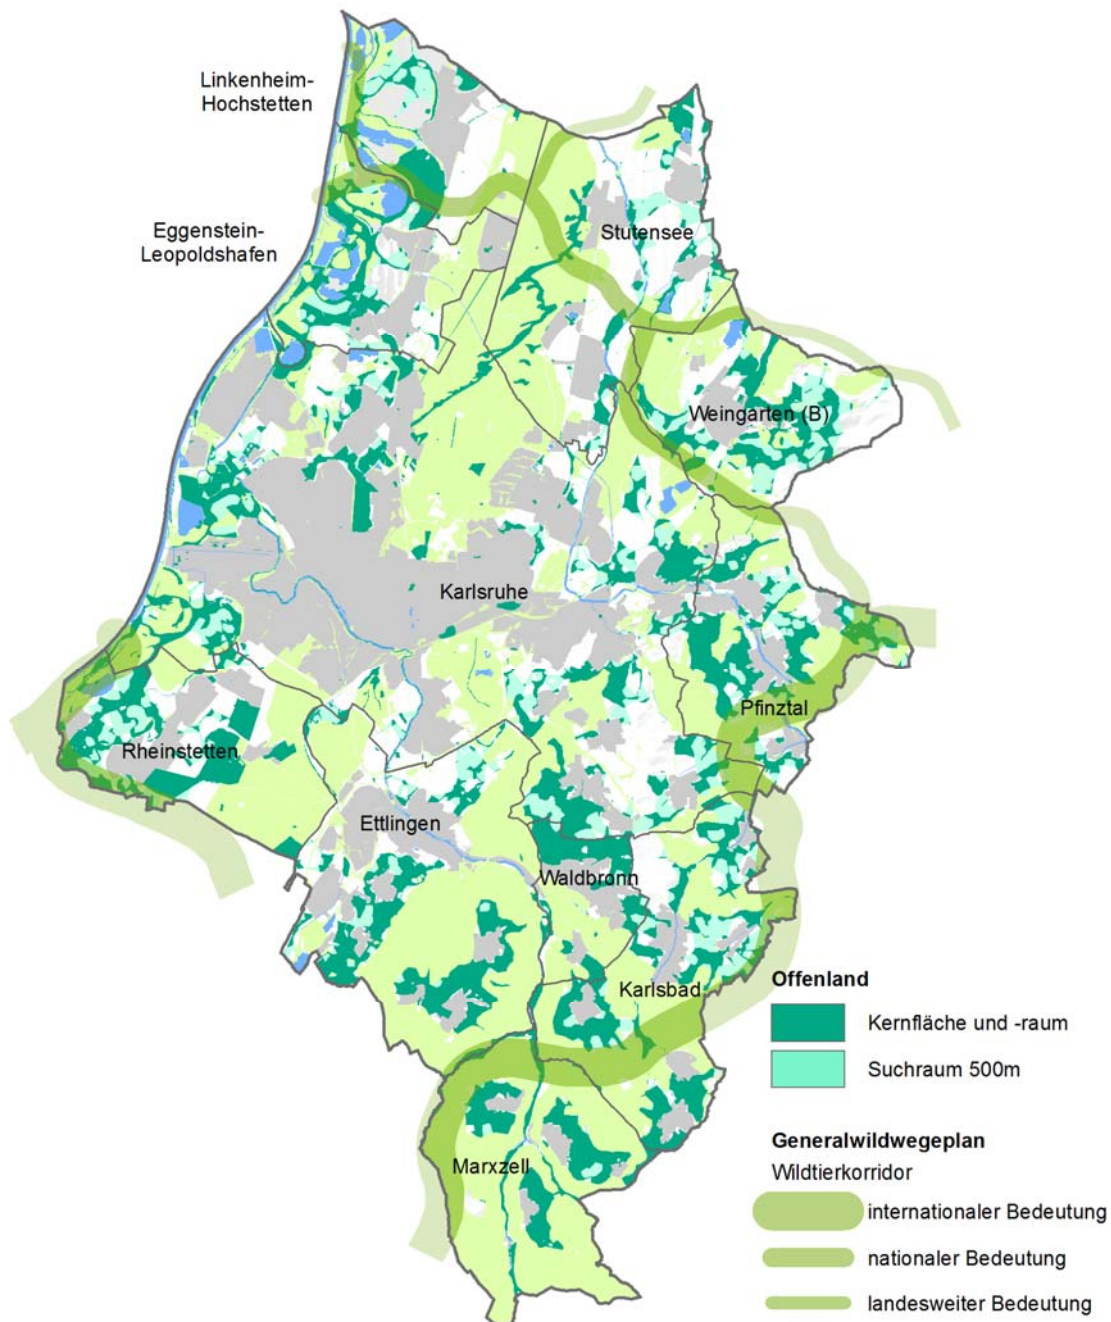 Linkenheim-
Hochstetten
Eggenstein-
Leopoldshafen
Stutensee
Weingarten (B)
Karlsruhe
Pfinztal
Rheinstetten
Ettlingen
Waldbronn
Karlsbad
Marxzell
Offenland
Kernfläche und -raum
Suchraum 500m
Generalwildwegeplan
Wildtierkorridor
internationaler Bedeutung
nationaler Bedeutung
landesweiter Bedeutung